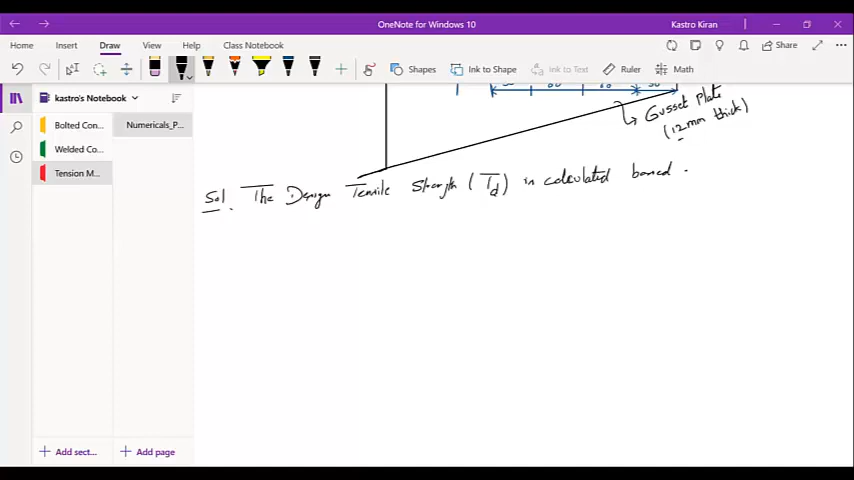 OneNote for Windows 10
Kastro Kiran
Home Insert Draw View Help Class Notebook
Share
Shapes Ink to Shape Ink to Text Ruler Math
kastro's Notebook
Bolted Con...
Welded Co...
Tension M...
Numericals_P...
Gusset Plate
(12mm thick)
Sol. The Design Tensile Strength (Td) is calculated based
Add sect...
Add page